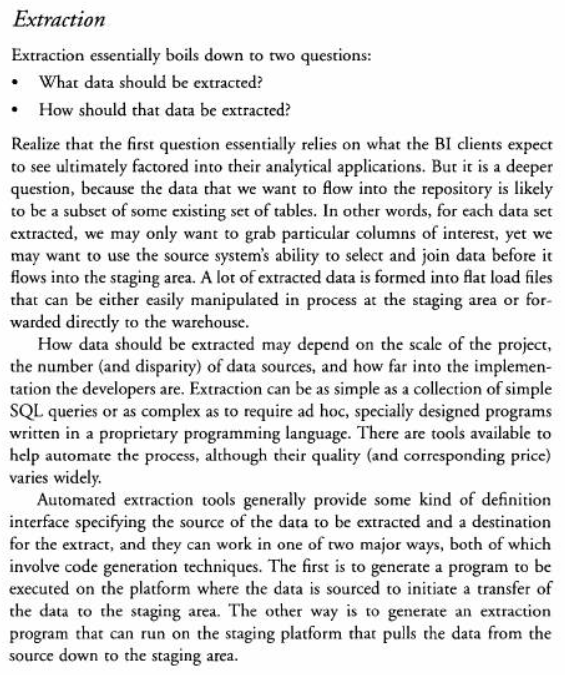 Extraction
Extraction essentially boils down to two questions:
• What data should be extracted?
• How should that data be extracted?
Realize that the first question essentially relies on what the BI clients expect
to see ultimately factored into their analytical applications. But it is a deeper
question, because the data that we want to flow into the repository is likely
to be a subset of some existing set of tables. In other words, for each data set
extracted, we may only want to grab particular columns of interest, yet we
may want to use the source system's ability to select and join data before it
flows into the staging area. A lot of extracted data is formed into flat load files
that can be either easily manipulated in process at the staging area or for-
warded directly to the warehouse.
How data should be extracted may depend on the scale of the project,
the number (and disparity) of data sources, and how far into the implemen-
tation the developers are. Extraction can be as simple as a collection of simple
SQL queries or as complex as to require ad hoc, specially designed programs
written in a proprietary programming language. There are tools available to
help automate the process, although their quality (and corresponding price)
varies widely.
Automated extraction tools generally provide some kind of definition
interface specifying the source of the data to be extracted and a destination
for the extract, and they can work in one of two major ways, both of which
involve code generation techniques. The first is to generate a program to be
executed on the platform where the data is sourced to initiate a transfer of
the data to the staging area. The other way is to generate an extraction
program that can run on the staging platform that pulls the data from the
source down to the staging area.